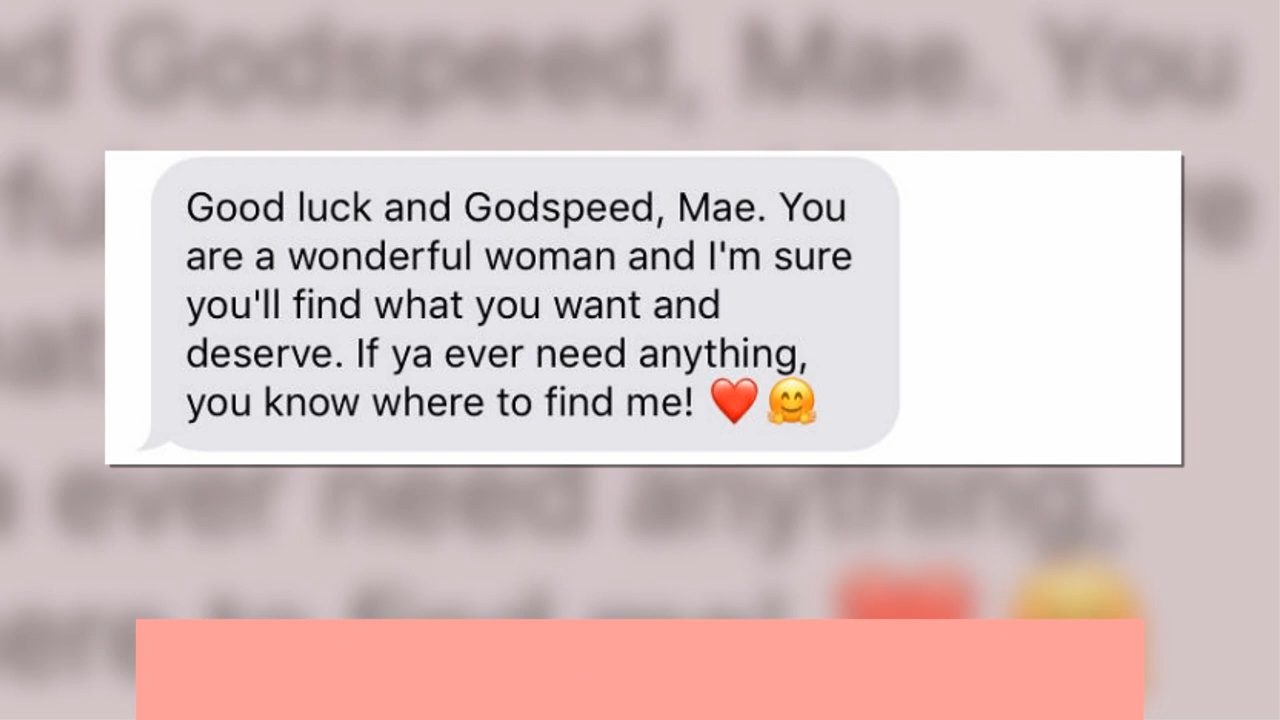 Good luck and Godspeed, Mae. You
are a wonderful woman and I'm sure
you'll find what you want and
deserve. If ya ever need anything,
you know where to find me! ❤️🤗